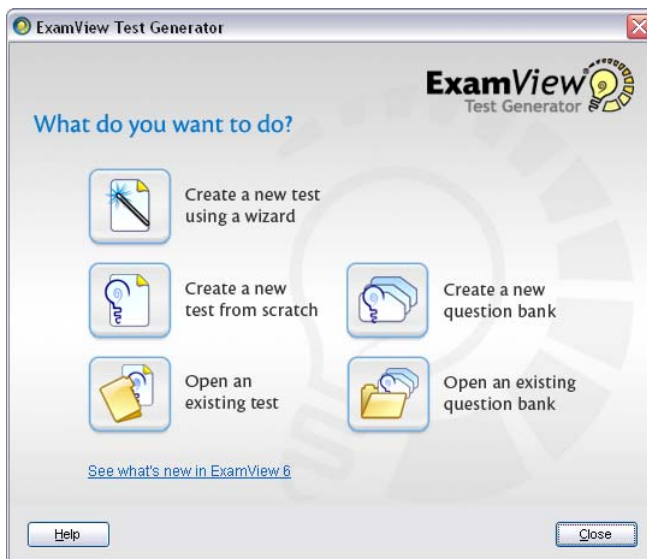 ExamView Test Generator
ExamView
Test Generator
What do you want to do?
Create a new test
using a wizard
Create a new
test from scratch
Create a new
question bank
Open an
existing test
Open an existing
question bank
See what's new in ExamView 6
Help
Close